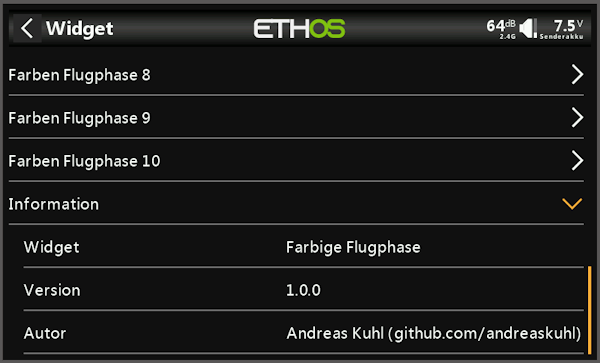 Widget
ETHOS
64dB
2.4G
7.5V
Senderakku
Farben Flugphase 8
Farben Flugphase 9
Farben Flugphase 10
Information
Widget Farbige Flugphase
Version 1.0.0
Autor Andreas Kuhl (github.com/andreaskuhl)